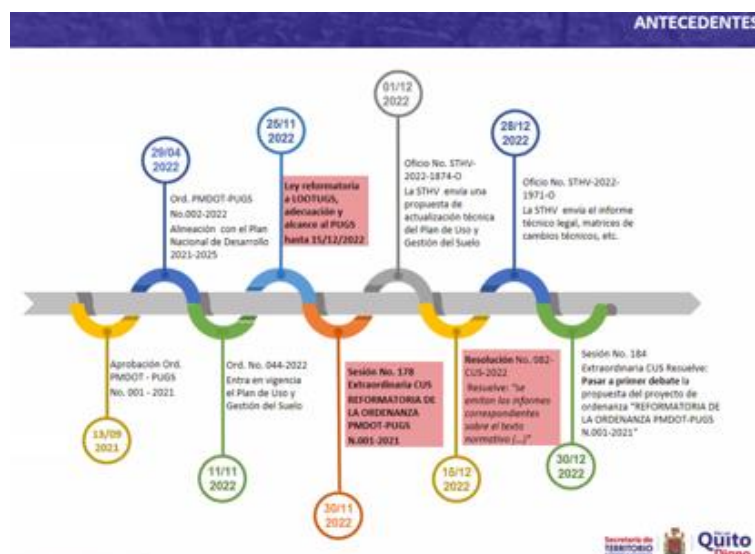 ANTECEDENTES
29/04
2022
Ord. PMDOT-PUGS
No.002-2022
Alineación con el Plan
Nacional de Desarrollo
2021-2025
25/11
2022
Ley reformatoria
a LOOTUGS,
adecuación y
alcance al PUGS
hasta 15/12/2022
01/12
2022
Oficio No. STHV-
2022-1874-O
La STHV envía una
propuesta de
actualización técnica
del Plan de Uso y
Gestión del Suelo
28/12
2022
Oficio No. STHV-2022-
1971-O
La STHV envía el informe
técnico legal, matrices de
cambios técnicos, etc.
Aprobación Ord.
PMDOT - PUGS
No. 001 - 2021
13/09
2021
Ord. No. 044-2022
Entra en vigencia
el Plan de Uso y
Gestión del Suelo
11/11
2022
Sesión No. 178
Extraordinaria CUS
REFORMATORIA DE
LA ORDENANZA
PMDOT-PUGS
N.001-2021
30/11
2022
Resolución No. 082-
CUS-2022
Resuelve: "se
emitan los informes
correspondientes
sobre el texto
normativo (...)"
15/12
2022
Sesión No. 184
Extraordinaria CUS Resuelve:
Pasar a primer debate la
propuesta del proyecto de
ordenanza "REFORMATORIA DE
LA ORDENANZA PMDOT-PUGS
N.001-2021"
30/12
2022
Secretaría de
TERRITORIO
Quito